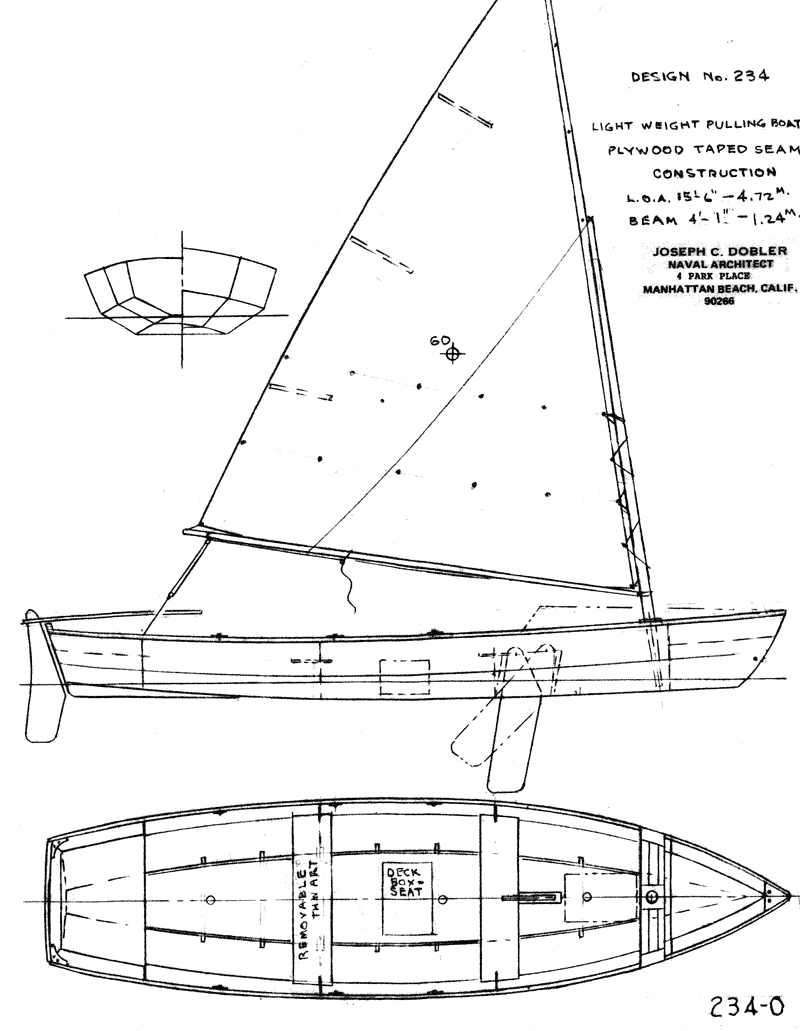 DESIGN No. 234
LIGHT WEIGHT PULLING BOAT
PLYWOOD TAPED SEAM
CONSTRUCTION
L.O.A. 15'-6" - 4.72 M.
BEAM 4'-1" - 1.24 M.
JOSEPH C. DOBLER
NAVAL ARCHITECT
4 PARK PLACE
MANHATTAN BEACH, CALIF.
90266
60
REMOVABLE
THWART
DECK
BOX-
SEAT
234-0